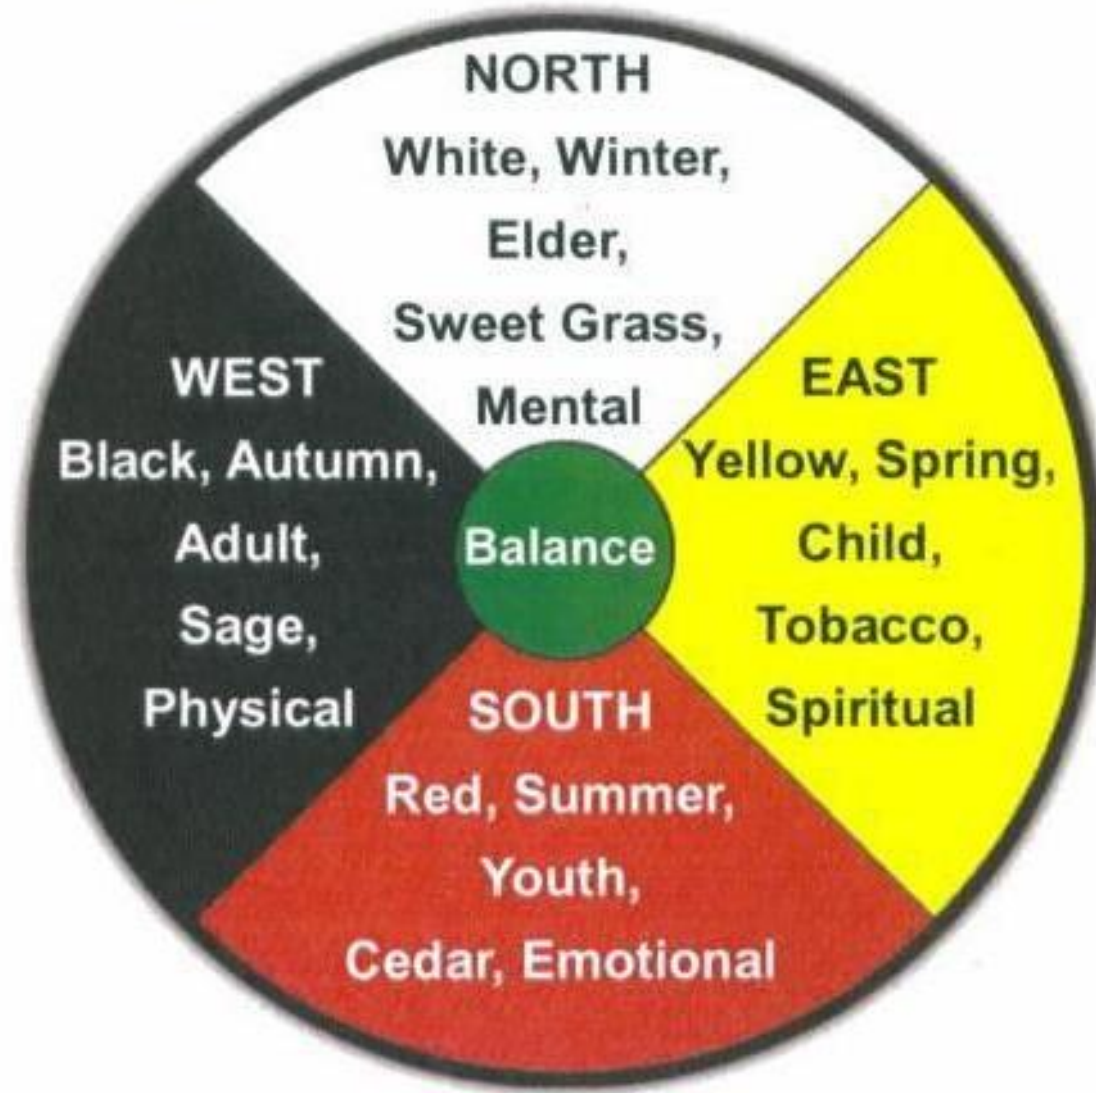 NORTH
White, Winter,
Elder,
Sweet Grass,
Mental
WEST
Black, Autumn,
Adult,
Sage,
Physical
Balance
EAST
Yellow, Spring,
Child,
Tobacco,
Spiritual
SOUTH
Red, Summer,
Youth,
Cedar, Emotional